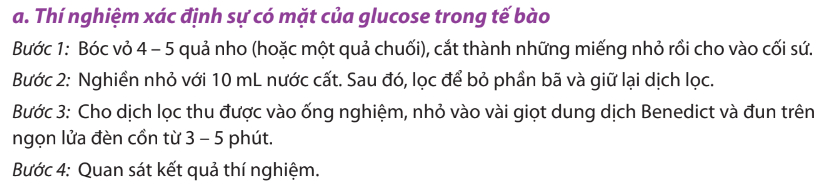 a. Thí nghiệm xác định sự có mặt của glucose trong tế bào
Bước 1: Bóc vỏ 4 – 5 quả nho (hoặc một quả chuối), cắt thành những miếng nhỏ rồi cho vào cối sứ.
Bước 2: Nghiền nhỏ với 10 mL nước cất. Sau đó, lọc để bỏ phần bã và giữ lại dịch lọc.
Bước 3: Cho dịch lọc thu được vào ống nghiệm, nhỏ vào vài giọt dung dịch Benedict và đun trên
ngọn lửa đèn cồn từ 3 – 5 phút.
Bước 4: Quan sát kết quả thí nghiệm.